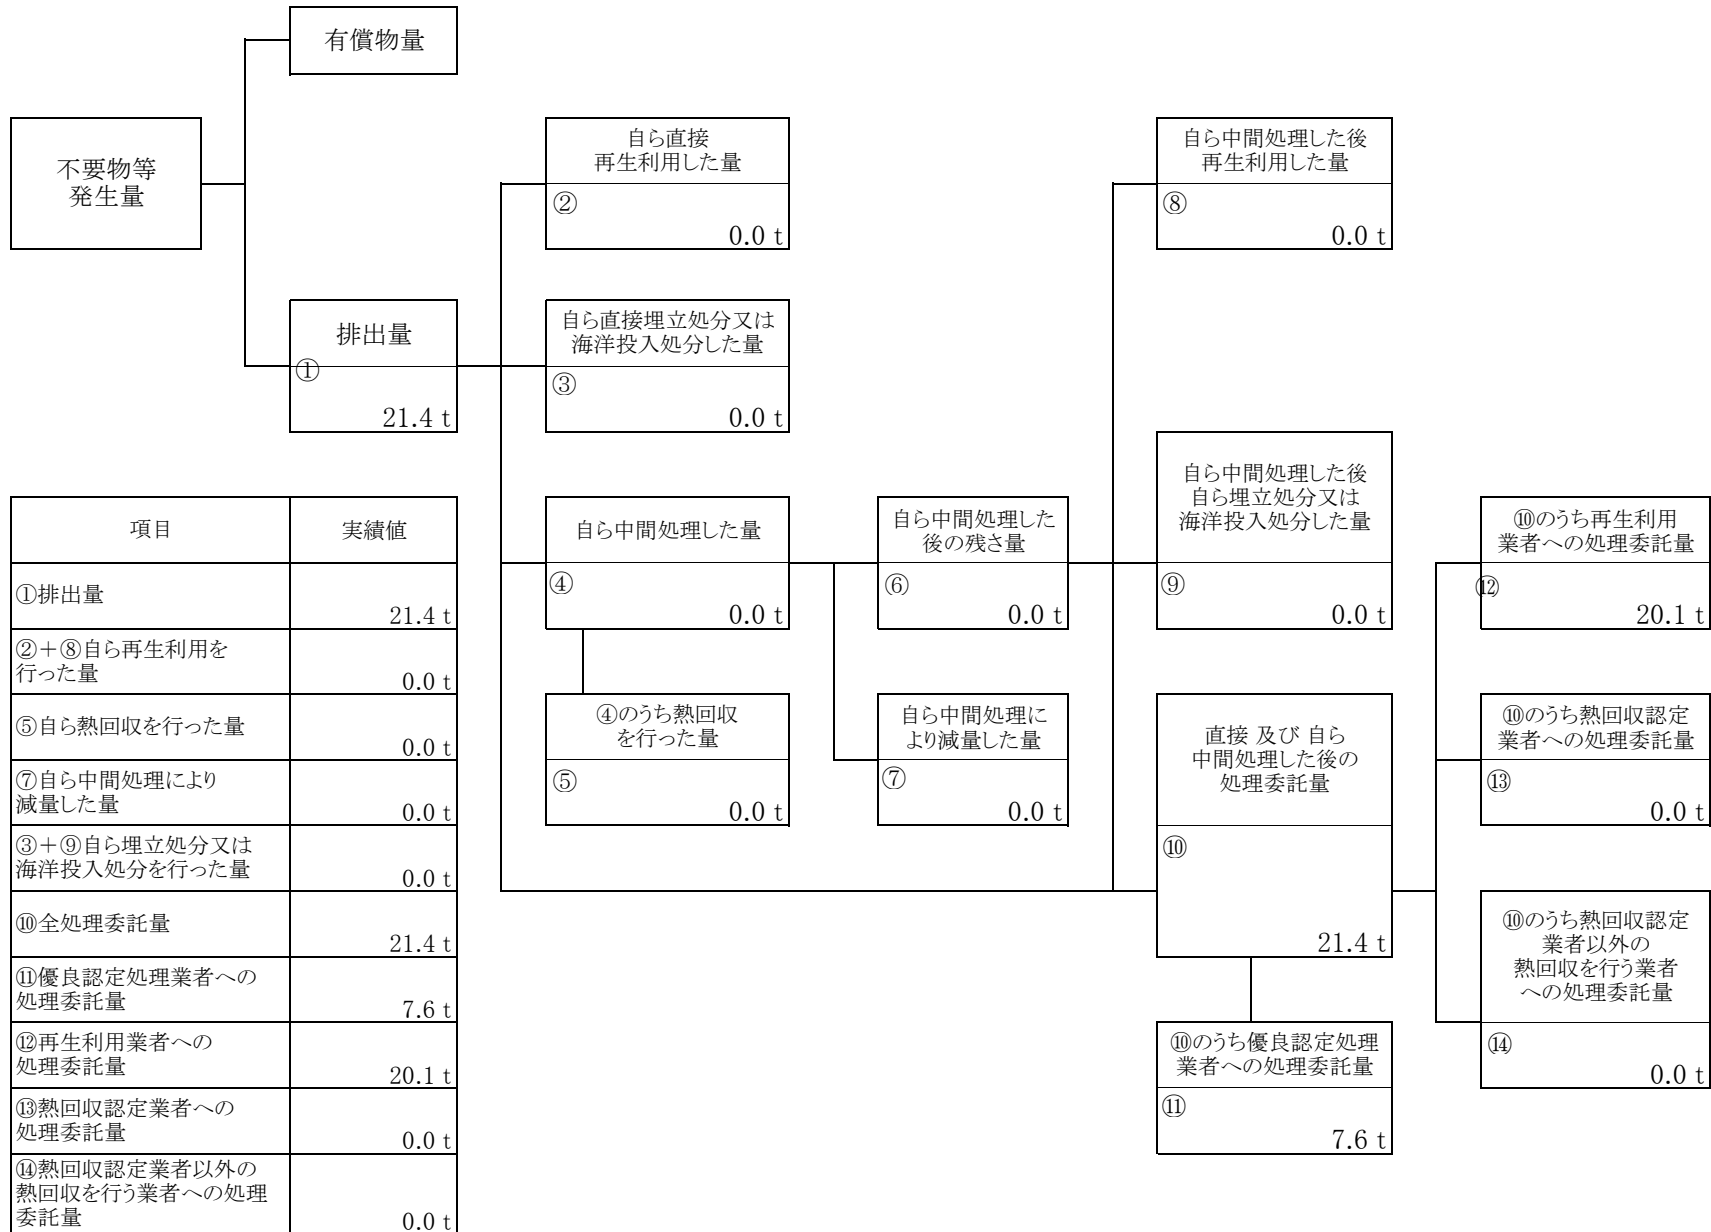 有償物量
不要物等
発生量
自ら直接
再生利用した量
②
0.0 t
自ら中間処理した後
再生利用した量
⑧
0.0 t
排出量
①
21.4 t
自ら直接埋立処分又は
海洋投入処分した量
③
0.0 t
自ら中間処理した量
④
0.0 t
自ら中間処理した
後の残さ量
⑥
0.0 t
自ら中間処理した後
自ら埋立処分又は
海洋投入処分した量
⑨
0.0 t
⑩のうち再生利用
業者への処理委託量
⑫
20.1 t
④のうち熱回収
を行った量
⑤
0.0 t
自ら中間処理に
より減量した量
⑦
0.0 t
直接 及び 自ら
中間処理した後の
処理委託量
⑩
21.4 t
⑩のうち熱回収認定
業者への処理委託量
⑬
0.0 t
⑩のうち熱回収認定
業者以外の
熱回収を行う業者
への処理委託量
⑭
0.0 t
⑩のうち優良認定処理
業者への処理委託量
⑪
7.6 t
項目 実績値
①排出量
21.4 t
②+⑧自ら再生利用を
行った量
0.0 t
⑤自ら熱回収を行った量
0.0 t
⑦自ら中間処理により
減量した量
0.0 t
③+⑨自ら埋立処分又は
海洋投入処分を行った量
0.0 t
⑩全処理委託量
21.4 t
⑪優良認定処理業者への
処理委託量
7.6 t
⑫再生利用業者への
処理委託量
20.1 t
⑬熱回収認定業者への
処理委託量
0.0 t
⑭熱回収認定業者以外の
熱回収を行う業者への処理
委託量
0.0 t